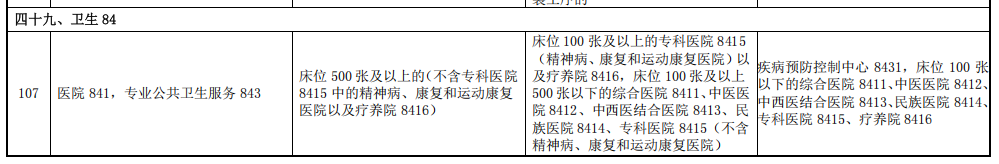 装工序的
四十九、卫生 84
107
医院 841，专业公共卫生服务 843
床位 500 张及以上的（不含专科医院
8415 中的精神病、康复和运动康复
医院以及疗养院 8416）
床位 100 张及以上的专科医院 8415
（精神病、康复和运动康复医院）以
及疗养院 8416，床位 100 张及以上
500 张以下的综合医院 8411、中医医
院 8412、中西医结合医院 8413、民
族医院 8414、专科医院 8415（不含
精神病、康复和运动康复医院）
疾病预防控制中心 8431，床位 100 张
以下的综合医院 8411、中医医院 8412、
中西医结合医院 8413、民族医院 8414、
专科医院 8415、疗养院 8416